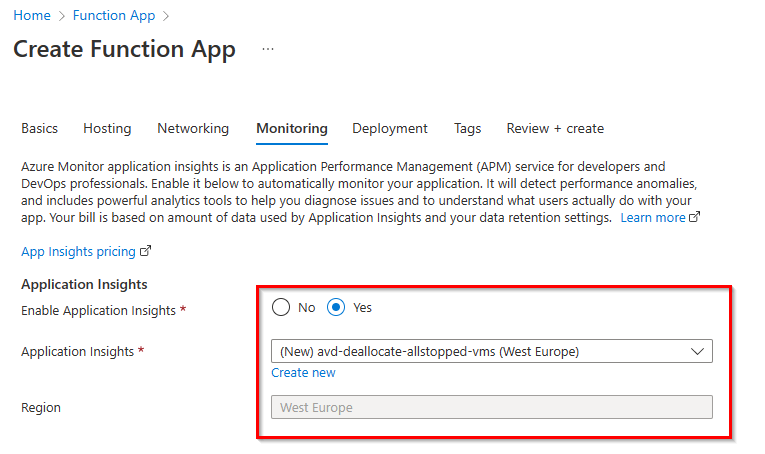 Home > Function App >
Create Function App ...
Basics Hosting Networking Monitoring Deployment Tags Review + create
Azure Monitor application insights is an Application Performance Management (APM) service for developers and
DevOps professionals. Enable it below to automatically monitor your application. It will detect performance anomalies,
and includes powerful analytics tools to help you diagnose issues and to understand what users actually do with your
app. Your bill is based on amount of data used by Application Insights and your data retention settings. Learn more
App Insights pricing
Application Insights
Enable Application Insights * No Yes
Application Insights * (New) avd-deallocate-allstopped-vms (West Europe)
Create new
Region West Europe